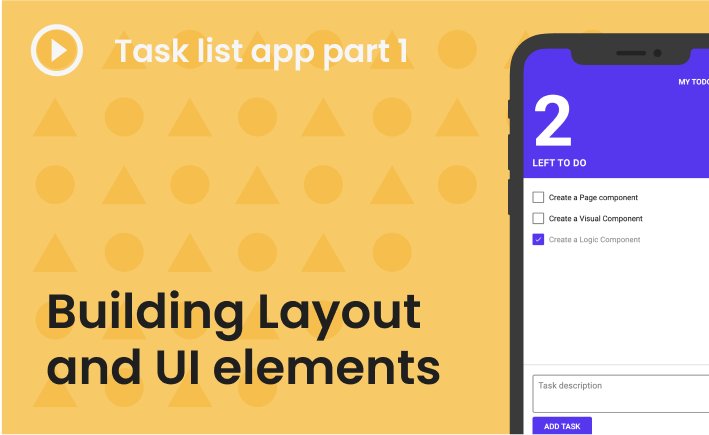 Task list app part 1
MY TODO
2
LEFT TO DO
Create a Page component
Create a Visual Component
Create a Logic Component
Building Layout
and UI elements
Task description
ADD TASK